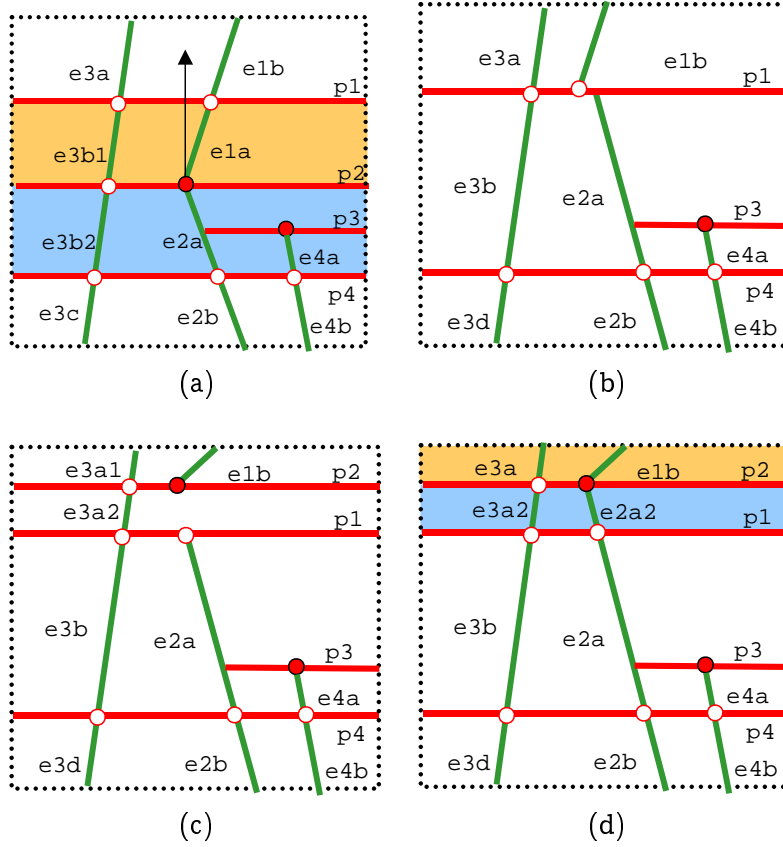 e3a e1b
p1
e3b1 e1a
p2
p3
e3b2 e2a
e4a
p4
e3c e2b
e4b
(a)
e3a e1b
p1
e3b
e2a
p3
e4a
p4
e3d e2b
e4b
(b)
e3a1 e1b p2
e3a2 p1
e3b e2a
p3
e4a
p4
e3d e2b
e4b
(c)
e3a e1b p2
e3a2 e2a2 p1
e3b e2a
p3
e4a
p4
e3d e2b
e4b
(d)